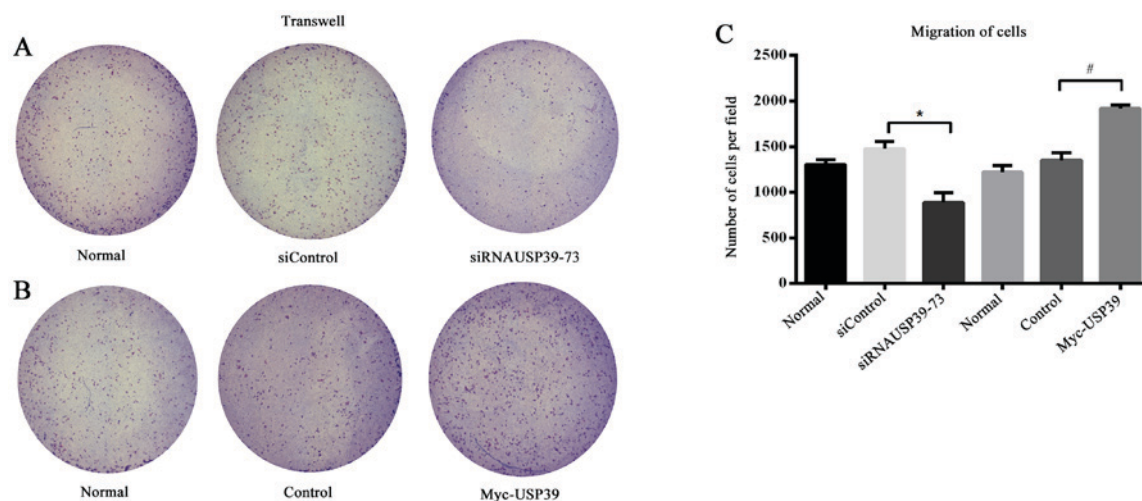 Transwell
A
Normal
siControl
siRNAUSP39-73
B
Normal
Control
Myc-USP39
C
Migration of cells
Number of cells per field
2500
2000
1500
1000
500
0
*
#
Normal
siControl
siRNAUSP39-73
Normal
Control
Myc-USP39